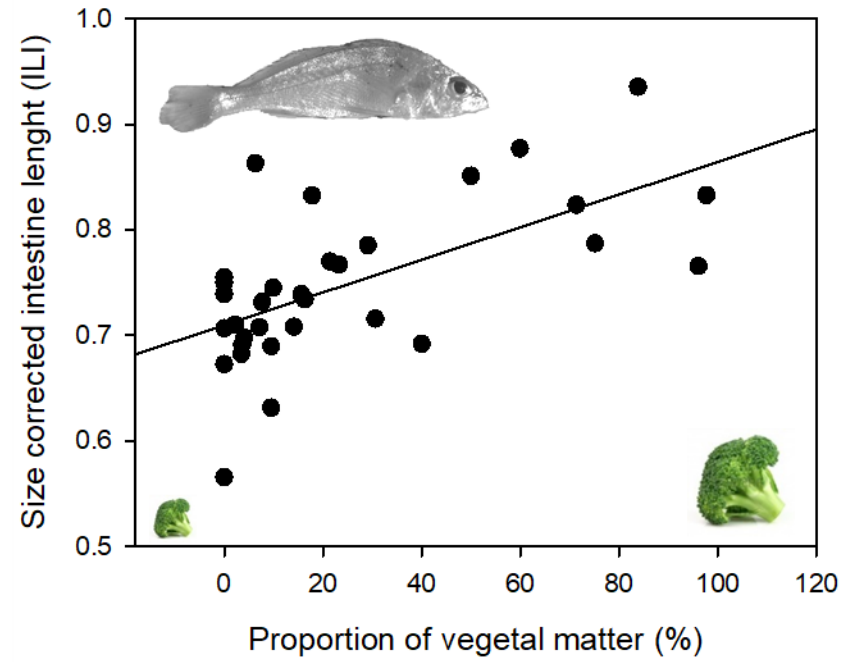 Size corrected intestine lenght (ILI)
1.0
0.9
0.8
0.7
0.6
0.5
0 20 40 60 80 100 120
Proportion of vegetal matter (%)